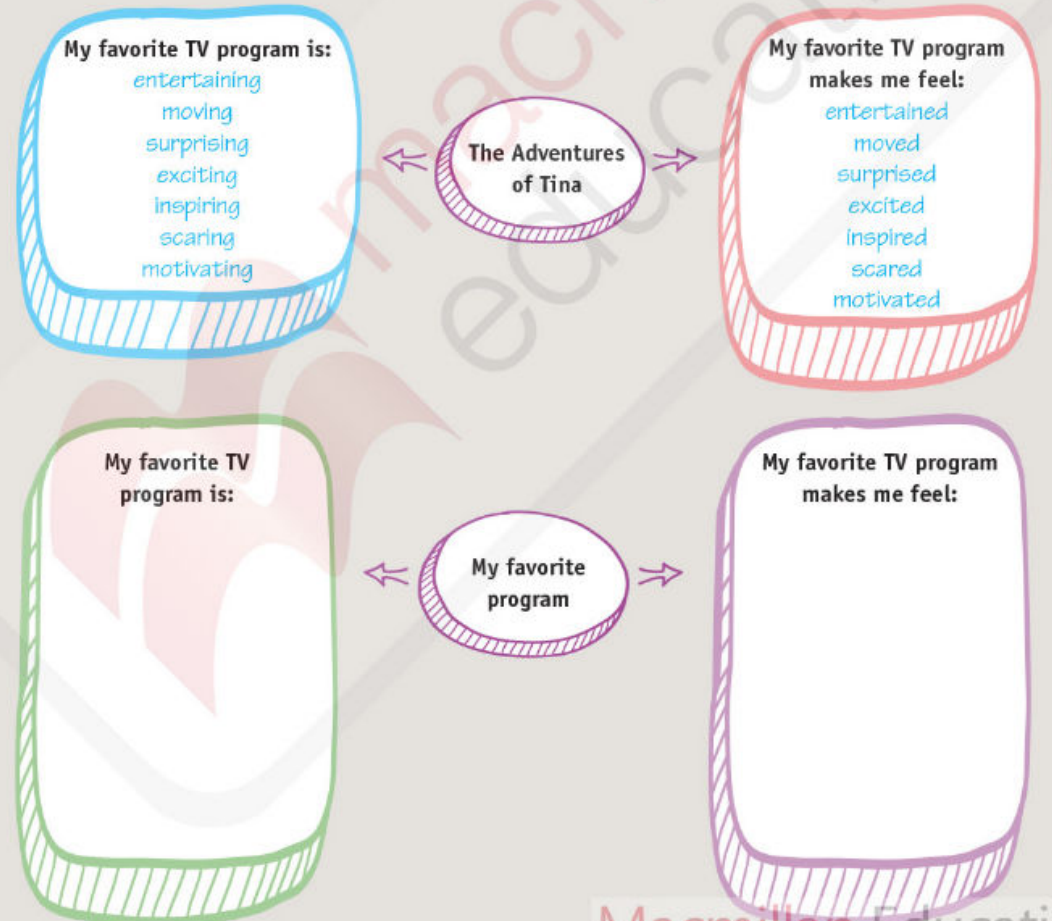 My favorite TV program is:
entertaining
moving
surprising
exciting
inspiring
scaring
motivating
The Adventures
of Tina
My favorite TV program
makes me feel:
entertained
moved
surprised
excited
inspired
scared
motivated
My favorite TV
program is:
My favorite
program
My favorite TV program
makes me feel: